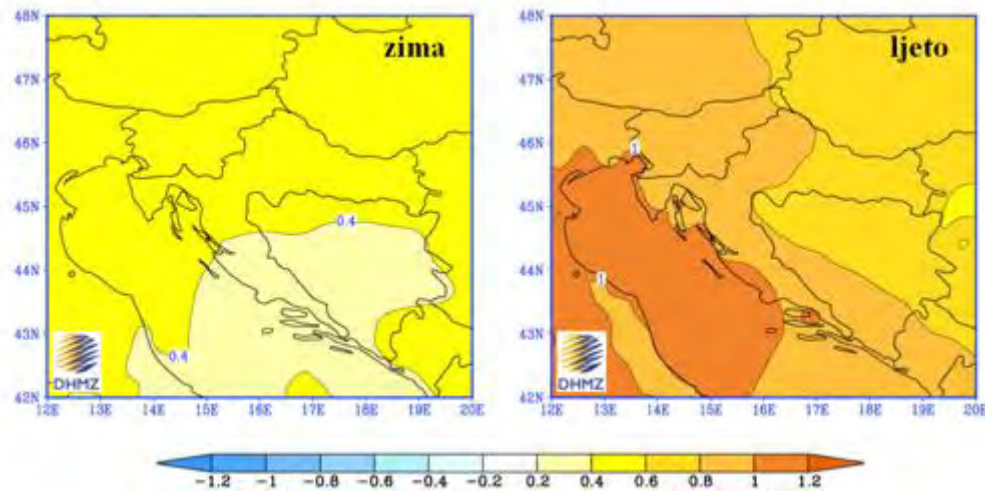 zima
ljeto
48N
47N
46N
45N
44N
43N
42N
12E 13E 14E 15E 16E 17E 18E 19E 20E
0.4
0.4
DHMZ
48N
47N
46N
45N
44N
43N
42N
12E 13E 14E 15E 16E 17E 18E 19E 20E
1
1
DHMZ
-1.2 -1 -0.8 -0.6 -0.4 -0.2 0.2 0.4 0.6 0.8 1 1.2